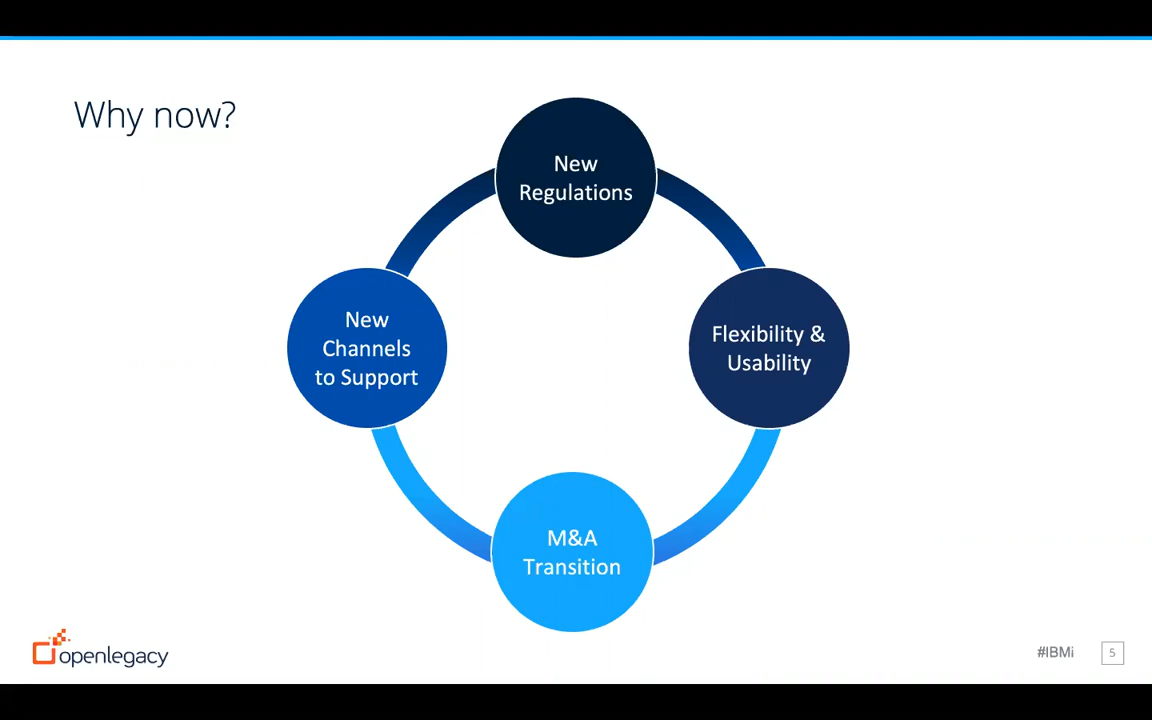 Why now?
New
Regulations
New
Channels
to Support
Flexibility &
Usability
M&A
Transition
openlegacy
#IBMi
5